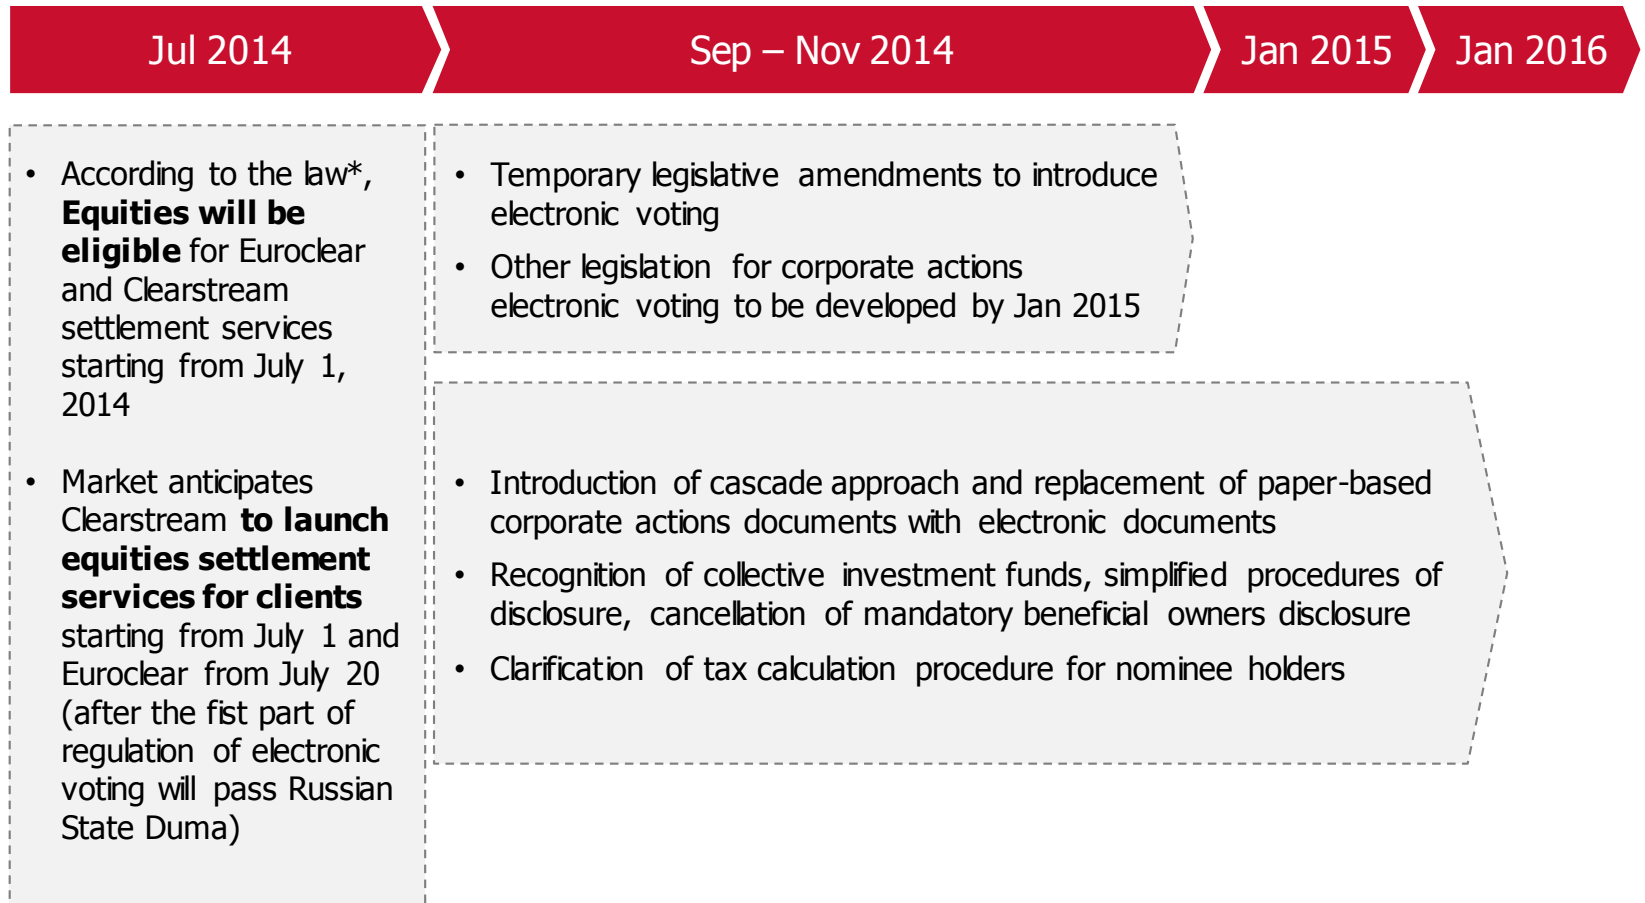 Jul 2014
Sep – Nov 2014
Jan 2015
Jan 2016
• According to the law*,
Equities will be
eligible for Euroclear
and Clearstream
settlement services
starting from July 1,
2014
• Market anticipates
Clearstream to launch
equities settlement
services for clients
starting from July 1 and
Euroclear from July 20
(after the fist part of
regulation of electronic
voting will pass Russian
State Duma)
• Temporary legislative amendments to introduce
electronic voting
• Other legislation for corporate actions
electronic voting to be developed by Jan 2015
• Introduction of cascade approach and replacement of paper-based
corporate actions documents with electronic documents
• Recognition of collective investment funds, simplified procedures of
disclosure, cancellation of mandatory beneficial owners disclosure
• Clarification of tax calculation procedure for nominee holders